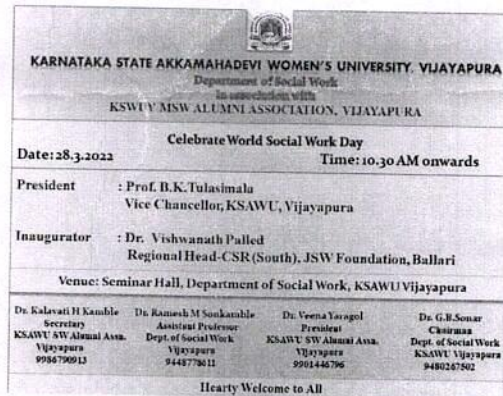 KARNATAKA STATE AKKAMAHADEVI WOMEN'S UNIVERSITY, VIJAYAPURA
Department of Social Work
in association with
KSWUV MSW ALUMNI ASSOCIATION, VIJAYAPURA
Celebrate World Social Work Day
Date: 28.3.2022 Time: 10.30 AM onwards
President : Prof. B.K.Tulasimala
Vice Chancellor, KSAWU, Vijayapura
Inaugurator : Dr. Vishwanath Palled
Regional Head-CSR (South), JSW Foundation, Ballari
Venue: Seminar Hall, Department of Social Work, KSAWU Vijayapura
Dr. Kalavati H Kamble
Secretary
KSAWU SW Alumni Assn.
Vijayapura
9986790913
Dr. Ramesh M Sonkamble
Assistant Professor
Dept. of Social Work
Vijayapura
9448778611
Dr. Veena Yaragol
President
KSAWU SW Alumni Assn.
Vijayapura
9901446796
Dr. G.B.Sonar
Chairman
Dept. of Social Work
KSAWU Vijayapura
9480267502
Hearty Welcome to All